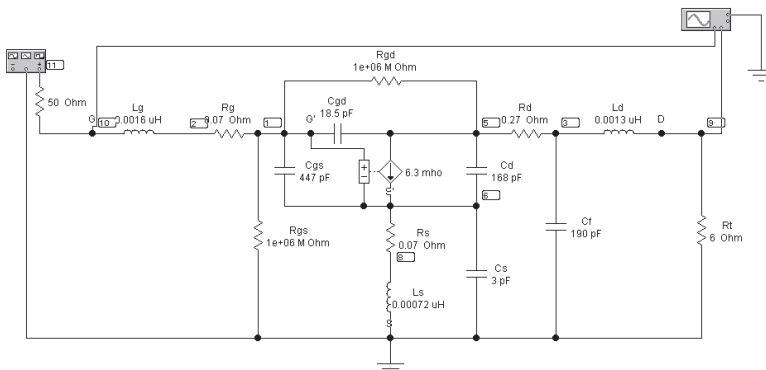 11
50 Ohm
G
10
Lg
0.0016 uH
2
Rg
0.07 Ohm
1
Rgd
1e+06 M Ohm
G'
Cgd
18.5 pF
Cgs
447 pF
+
-
6.3 mho
S'
5
Cd
168 pF
6
Rd
0.27 Ohm
3
Ld
0.0013 uH
D
9
Rgs
1e+06 M Ohm
Rs
0.07 Ohm
8
Ls
0.00072 uH
S
Cs
3 pF
Cf
190 pF
Rt
6 Ohm